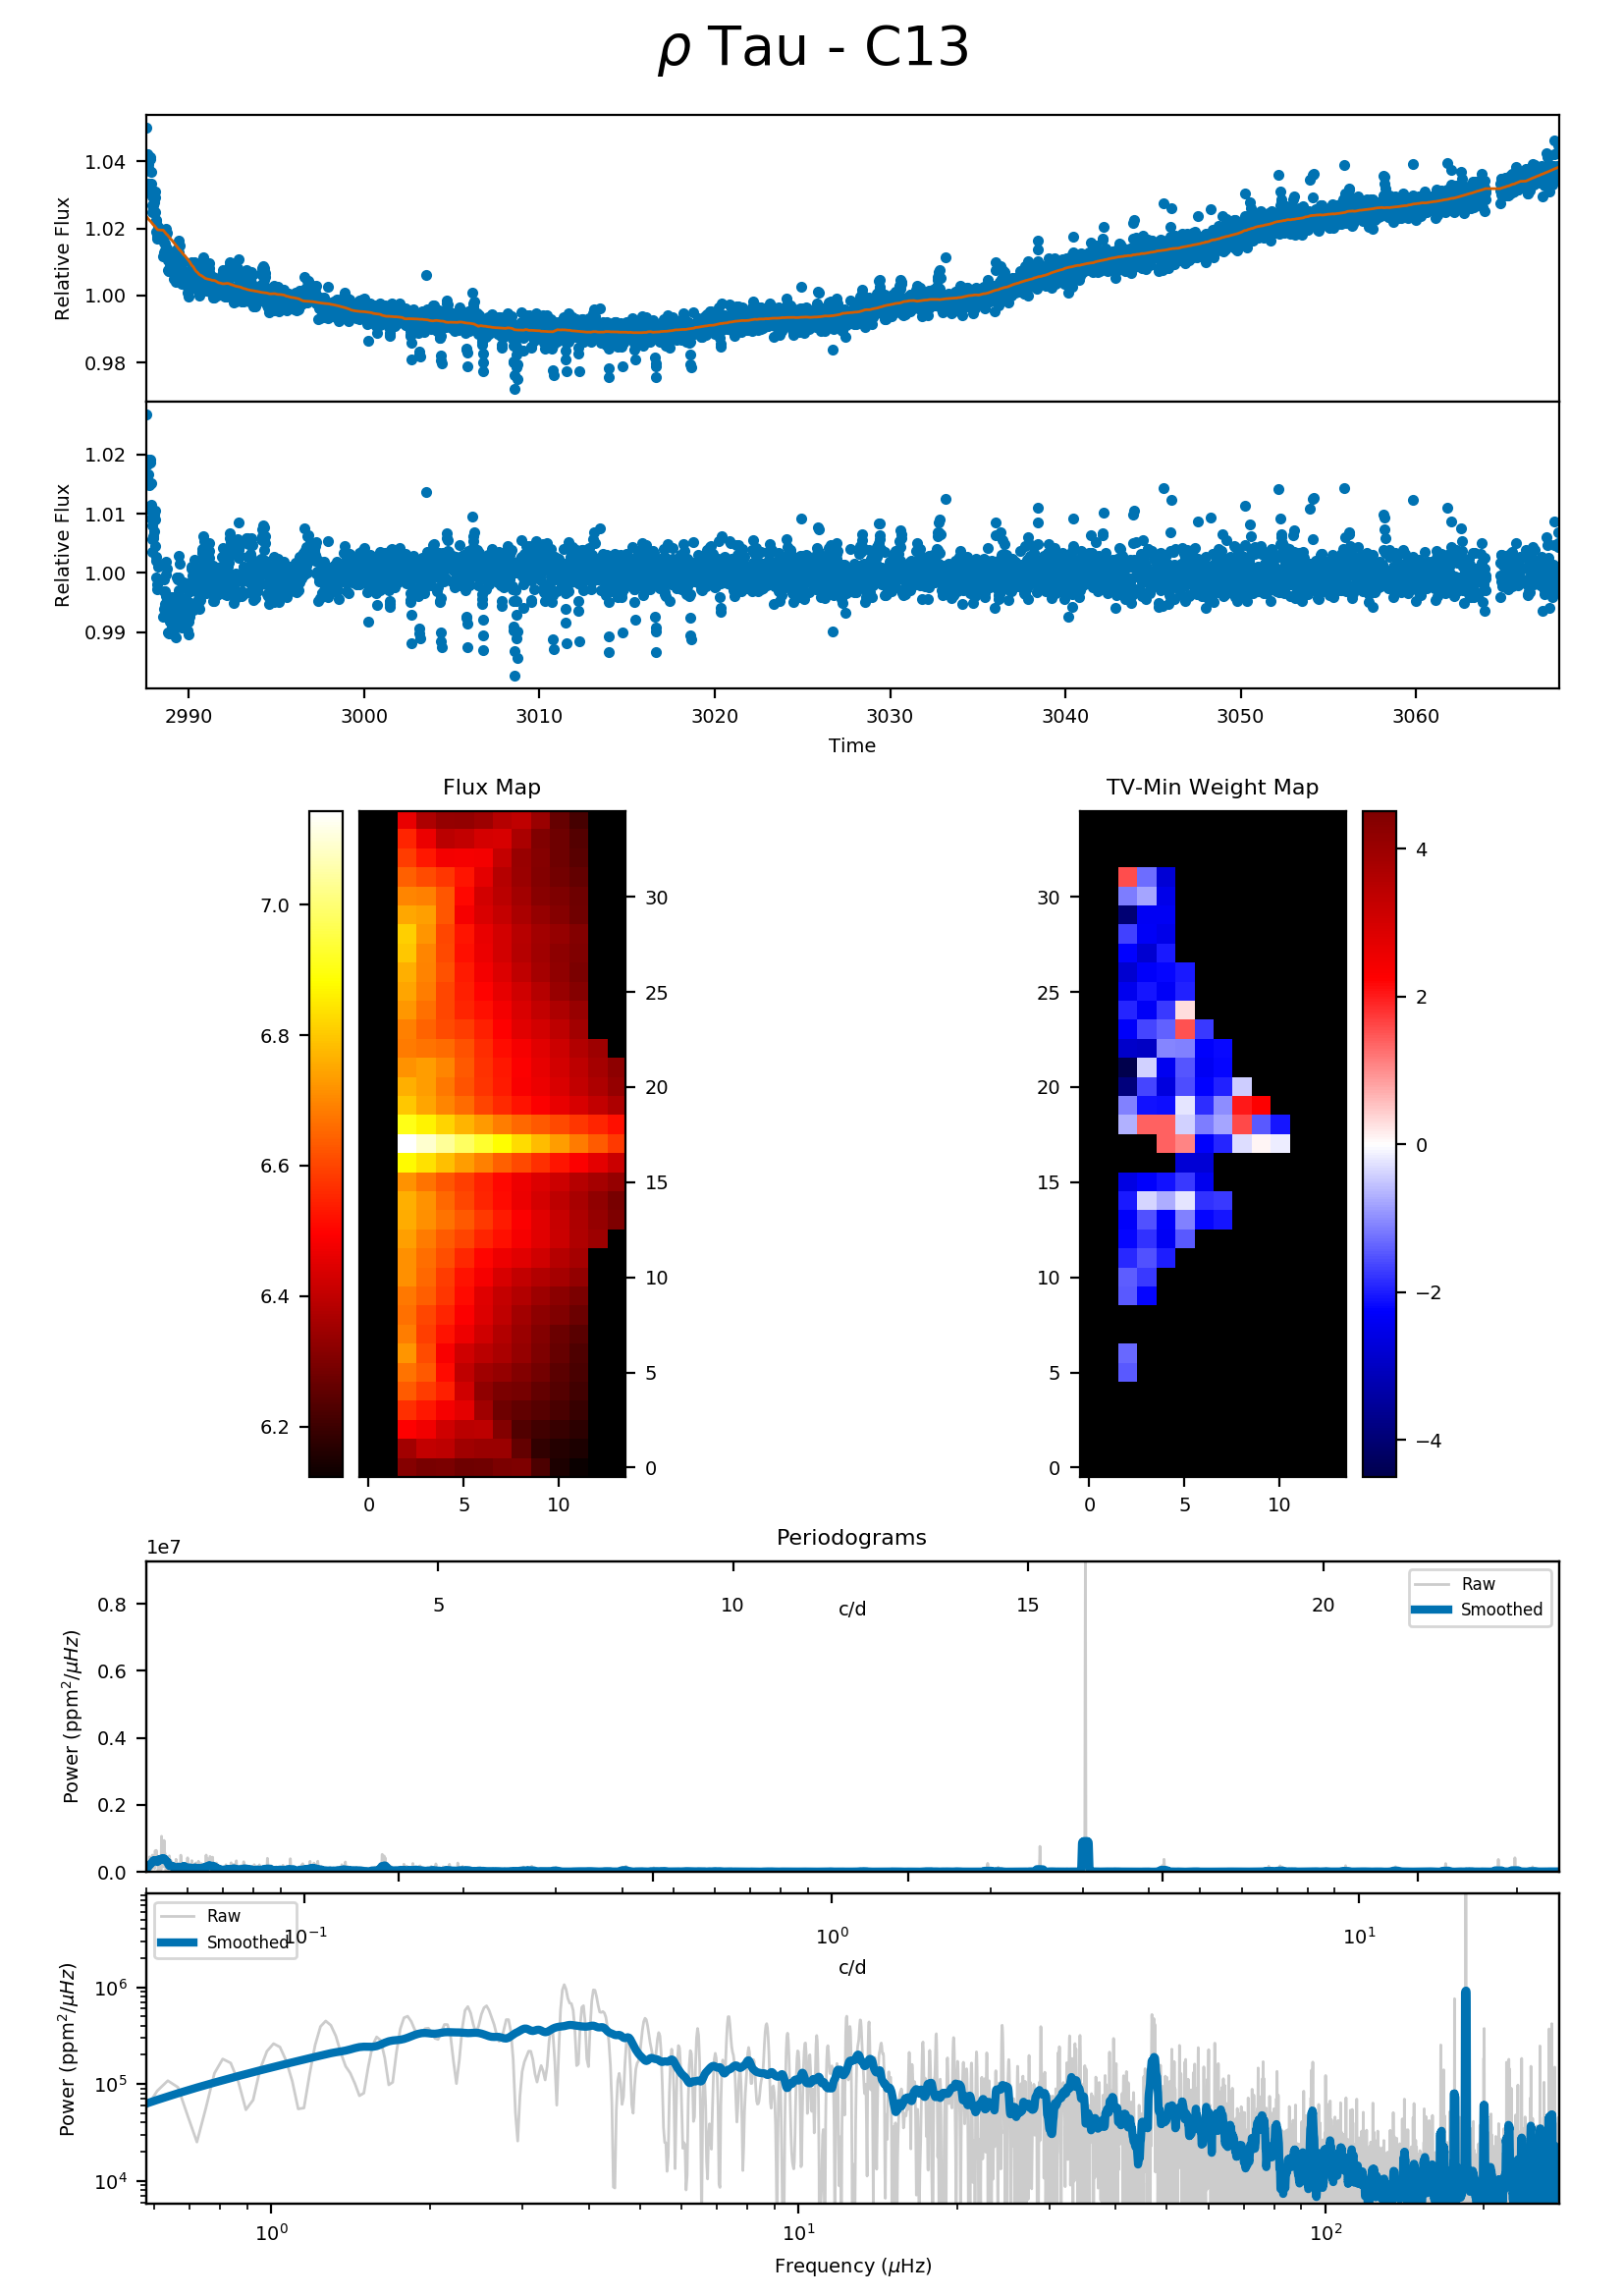 ρ Tau - C13
Relative Flux
1.04
1.02
1.00
0.98
Relative Flux
1.02
1.01
1.00
0.99
2990 3000 3010 3020 3030 3040 3050 3060
Time
Flux Map
7.0
6.8
6.6
6.4
6.2
30
25
20
15
10
5
0
0 5 10
TV-Min Weight Map
30
25
20
15
10
5
0
0 5 10
4
2
0
−2
−4
Periodograms
1e7
Power (ppm²/μHz)
0.8
0.6
0.4
0.2
0.0
5 10 15 20
c/d
Raw
Smoothed
Power (ppm²/μHz)
10⁶
10⁵
10⁴
Raw
Smoothed
10⁻¹ 10⁰ 10¹
c/d
10⁰ 10¹ 10²
Frequency (μHz)